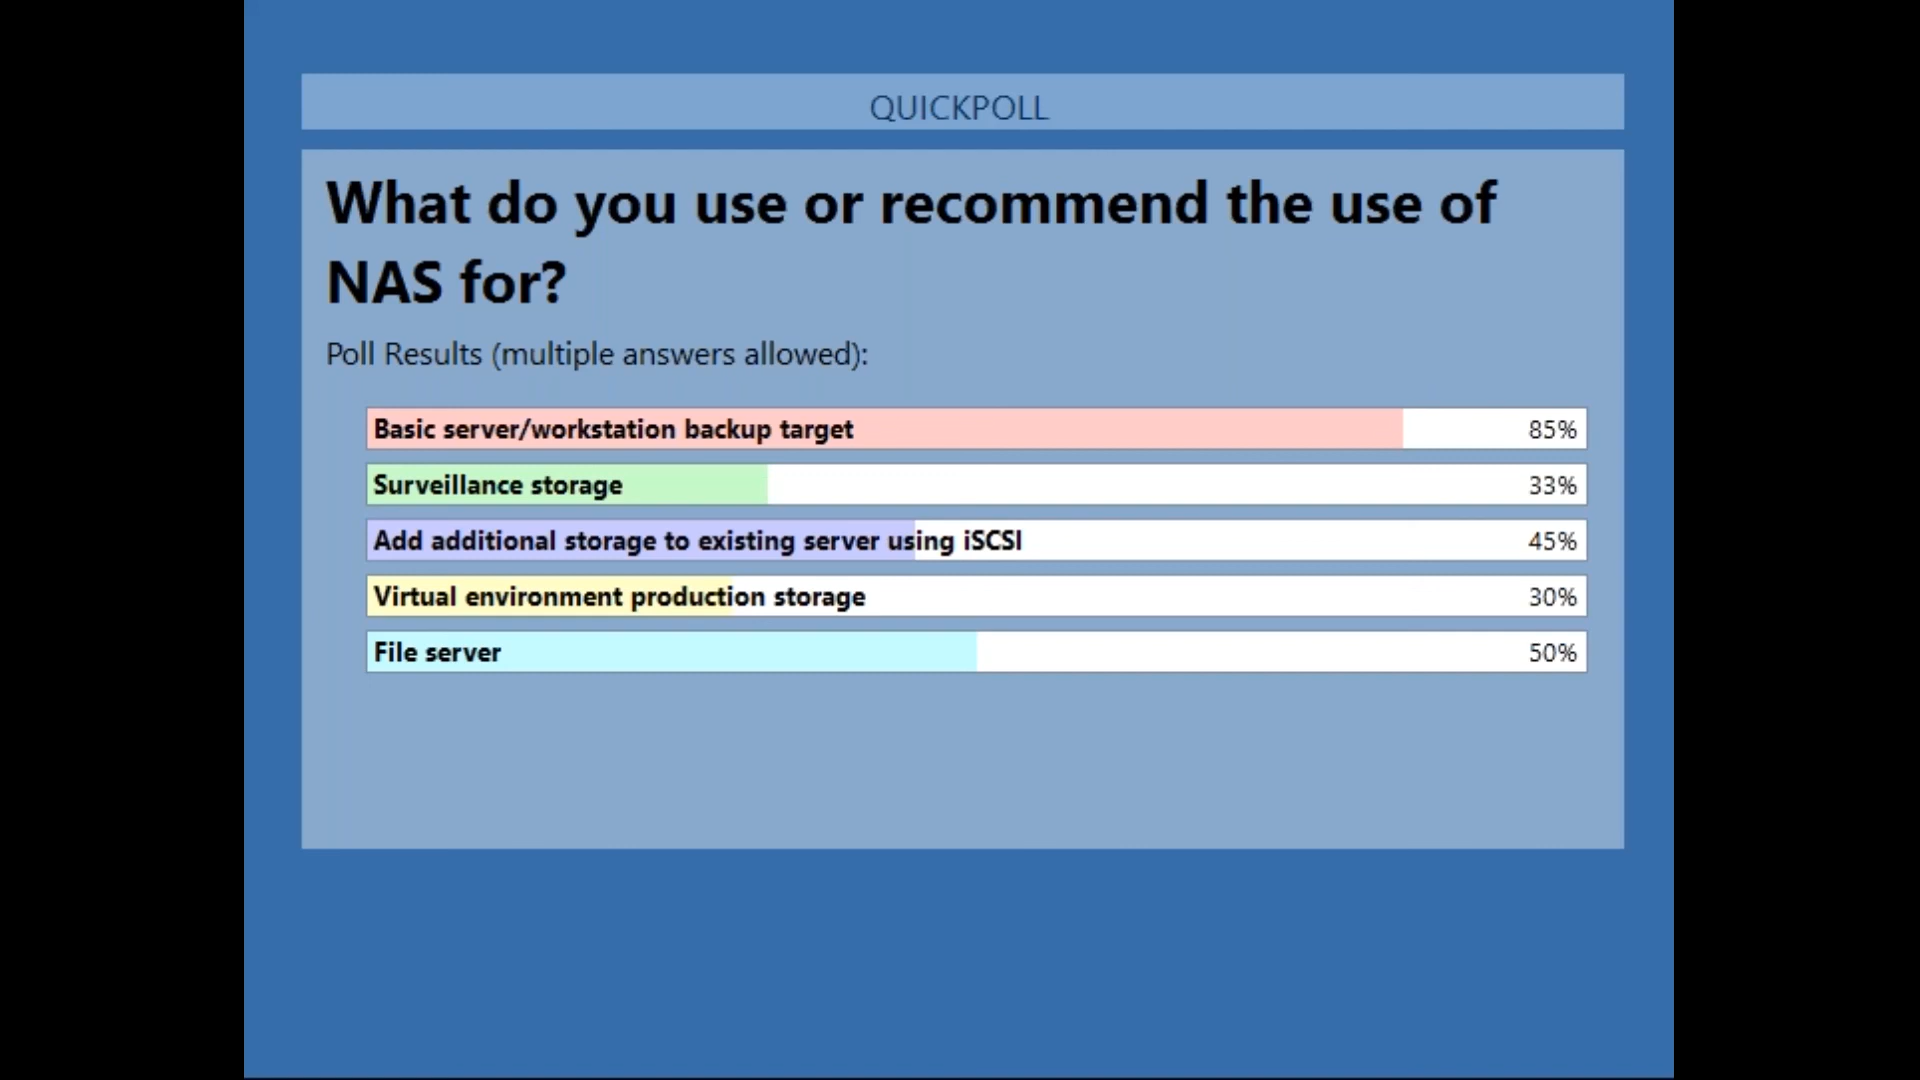 QUICKPOLL
What do you use or recommend the use of
NAS for?
Poll Results (multiple answers allowed):
Basic server/workstation backup target 85%
Surveillance storage 33%
Add additional storage to existing server using iSCSI 45%
Virtual environment production storage 30%
File server 50%